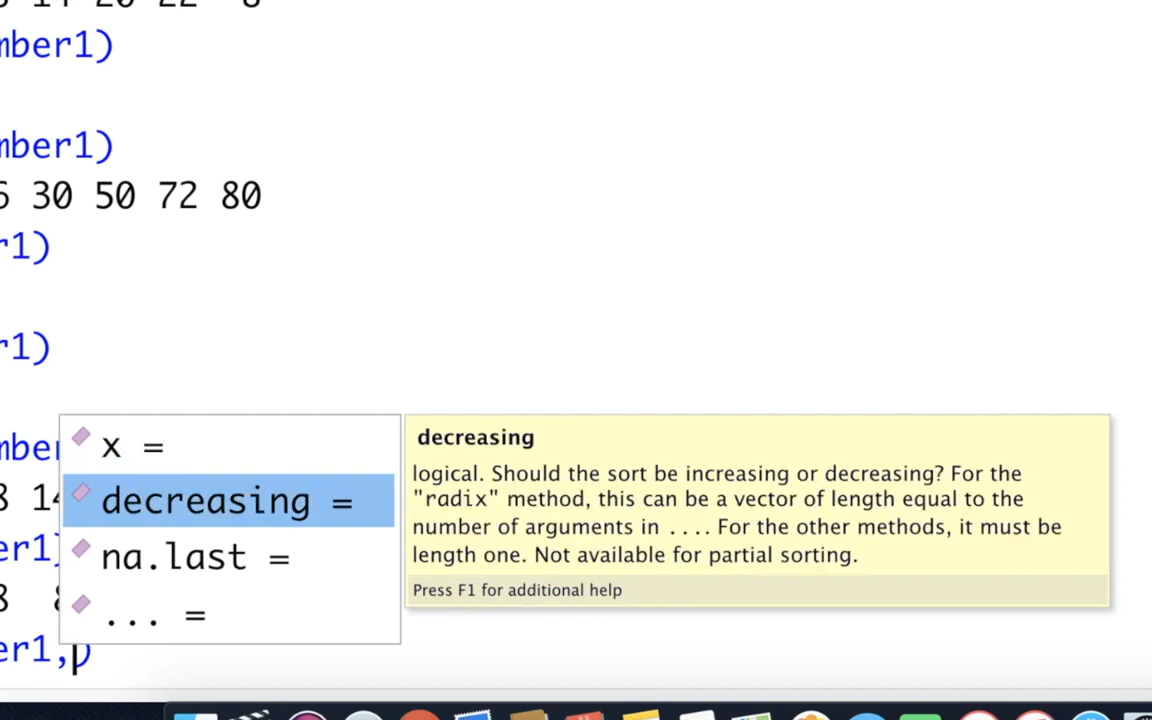 mber1)
mber1)
30 50 72 80
r1)
r1)
mber
x =
decreasing =
na.last =
... =
decreasing
logical. Should the sort be increasing or decreasing? For the
"radix" method, this can be a vector of length equal to the
number of arguments in .... For the other methods, it must be
length one. Not available for partial sorting.
Press F1 for additional help
er1
er1,)